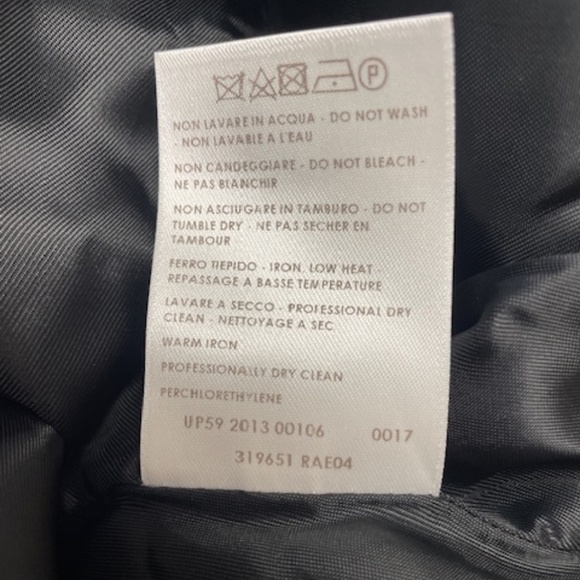 P
NON LAVARE IN ACQUA - DO NOT WASH
- NON LAVABLE A L'EAU
NON CANDEGGIARE - DO NOT BLEACH -
NE PAS BIANCHIR
NON ASCIUGARE IN TAMBURO - DO NOT
TUMBLE DRY - NE PAS SECHER EN
TAMBOUR
FERRO TIEPIDO - IRON, LOW HEAT -
REPASSAGE A BASSE TEMPERATURE
LAVARE A SECCO - PROFESSIONAL DRY
CLEAN - NETTOYAGE A SEC
WARM IRON
PROFESSIONALLY DRY CLEAN
PERCHLORETHYLENE
UP59 2013 00106 0017
319651 RAE04